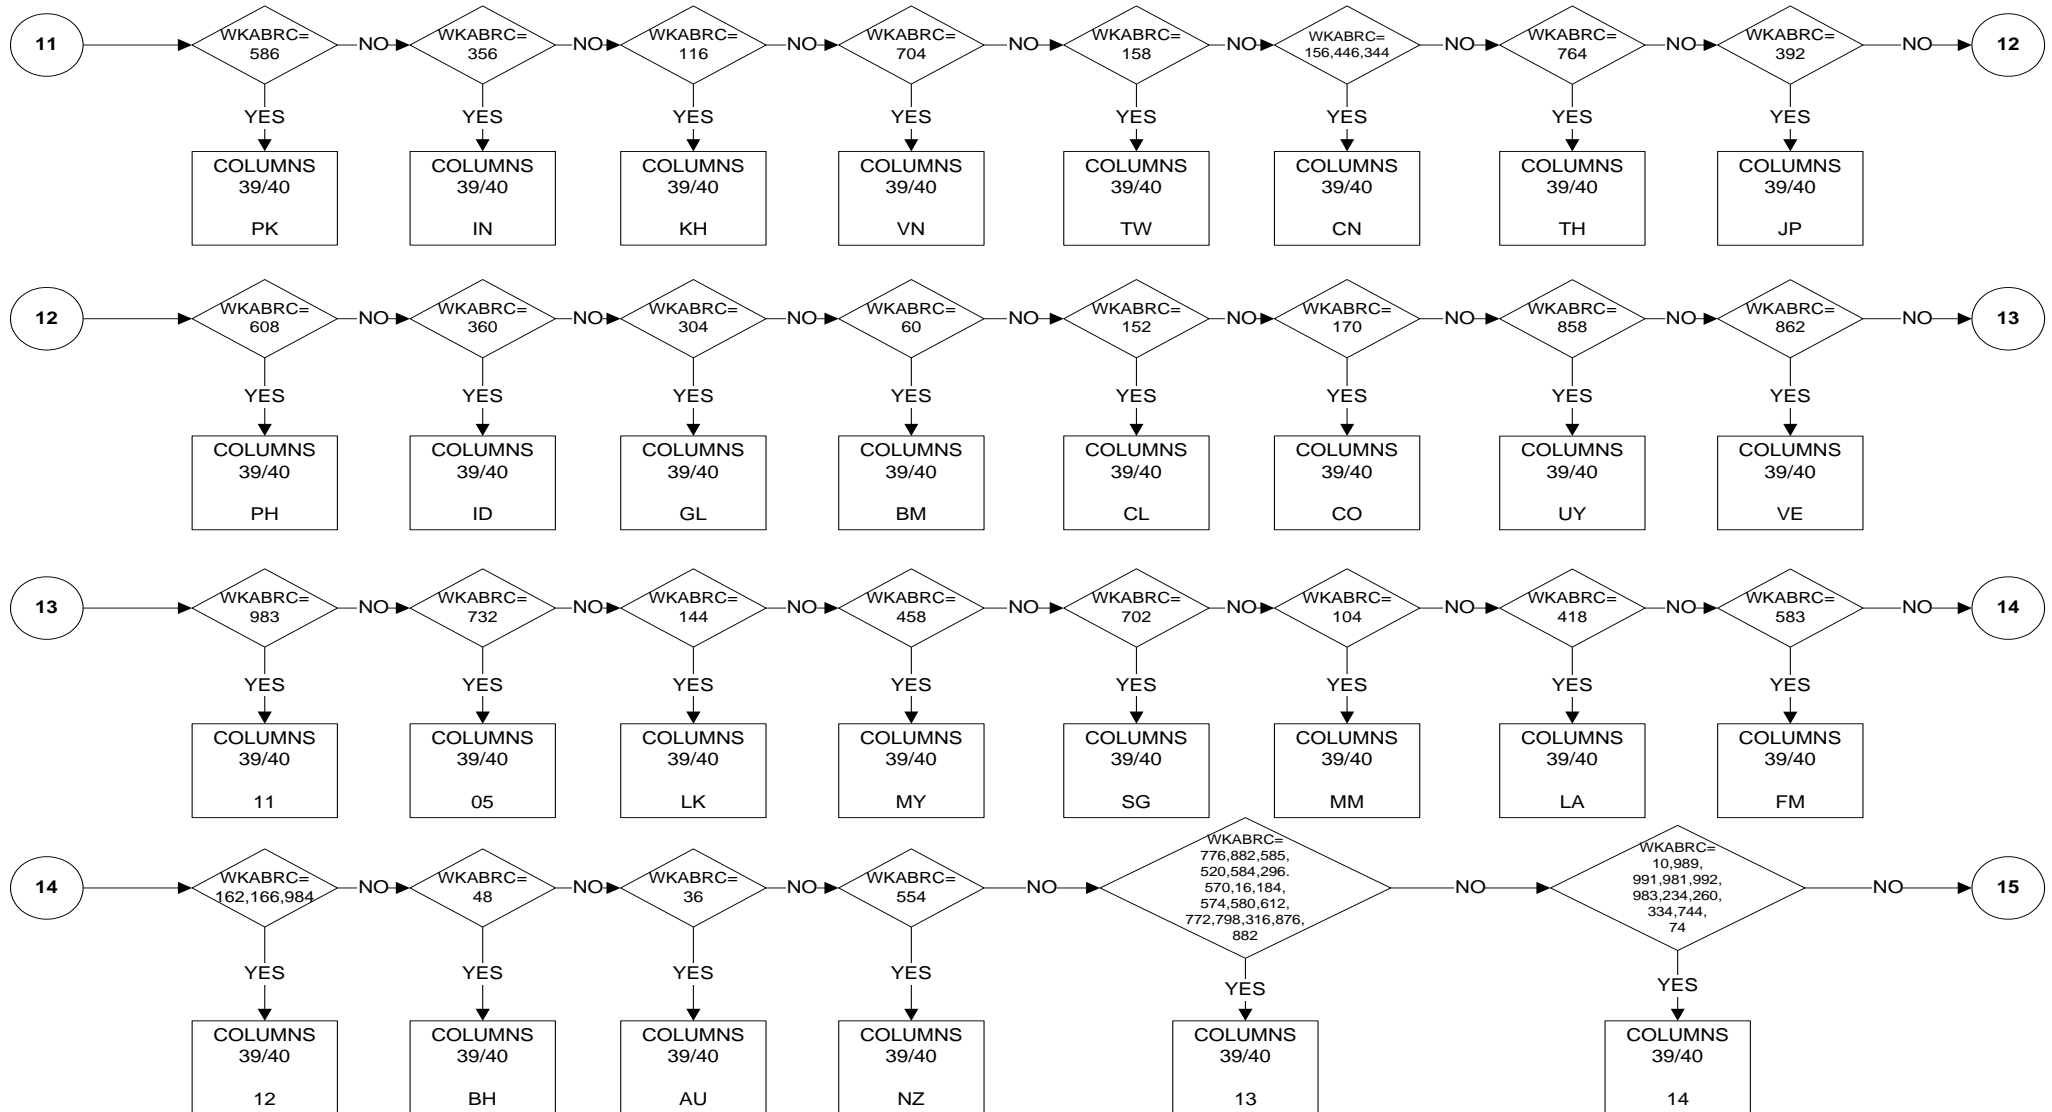 11
WKABRC=
586
NO
WKABRC=
356
NO
WKABRC=
116
NO
WKABRC=
704
NO
WKABRC=
158
NO
WKABRC=
156,446,344
NO
WKABRC=
764
NO
WKABRC=
392
NO
12
YES
YES
YES
YES
YES
YES
YES
YES
COLUMNS
39/40
PK
COLUMNS
39/40
IN
COLUMNS
39/40
KH
COLUMNS
39/40
VN
COLUMNS
39/40
TW
COLUMNS
39/40
CN
COLUMNS
39/40
TH
COLUMNS
39/40
JP
12
WKABRC=
608
NO
WKABRC=
360
NO
WKABRC=
304
NO
WKABRC=
60
NO
WKABRC=
152
NO
WKABRC=
170
NO
WKABRC=
858
NO
WKABRC=
862
NO
13
YES
YES
YES
YES
YES
YES
YES
YES
COLUMNS
39/40
PH
COLUMNS
39/40
ID
COLUMNS
39/40
GL
COLUMNS
39/40
BM
COLUMNS
39/40
CL
COLUMNS
39/40
CO
COLUMNS
39/40
UY
COLUMNS
39/40
VE
13
WKABRC=
983
NO
WKABRC=
732
NO
WKABRC=
144
NO
WKABRC=
458
NO
WKABRC=
702
NO
WKABRC=
104
NO
WKABRC=
418
NO
WKABRC=
583
NO
14
YES
YES
YES
YES
YES
YES
YES
YES
COLUMNS
39/40
11
COLUMNS
39/40
05
COLUMNS
39/40
LK
COLUMNS
39/40
MY
COLUMNS
39/40
SG
COLUMNS
39/40
MM
COLUMNS
39/40
LA
COLUMNS
39/40
FM
14
WKABRC=
162,166,984
NO
WKABRC=
48
NO
WKABRC=
36
NO
WKABRC=
554
NO
WKABRC=
776,882,585,
520,584,296.
570,16,184,
574,580,612,
772,798,316,876,
882
NO
WKABRC=
10,989,
991,981,992,
983,234,260,
334,744,
74
NO
15
YES
YES
YES
YES
YES
YES
COLUMNS
39/40
12
COLUMNS
39/40
BH
COLUMNS
39/40
AU
COLUMNS
39/40
NZ
COLUMNS
39/40
13
COLUMNS
39/40
14